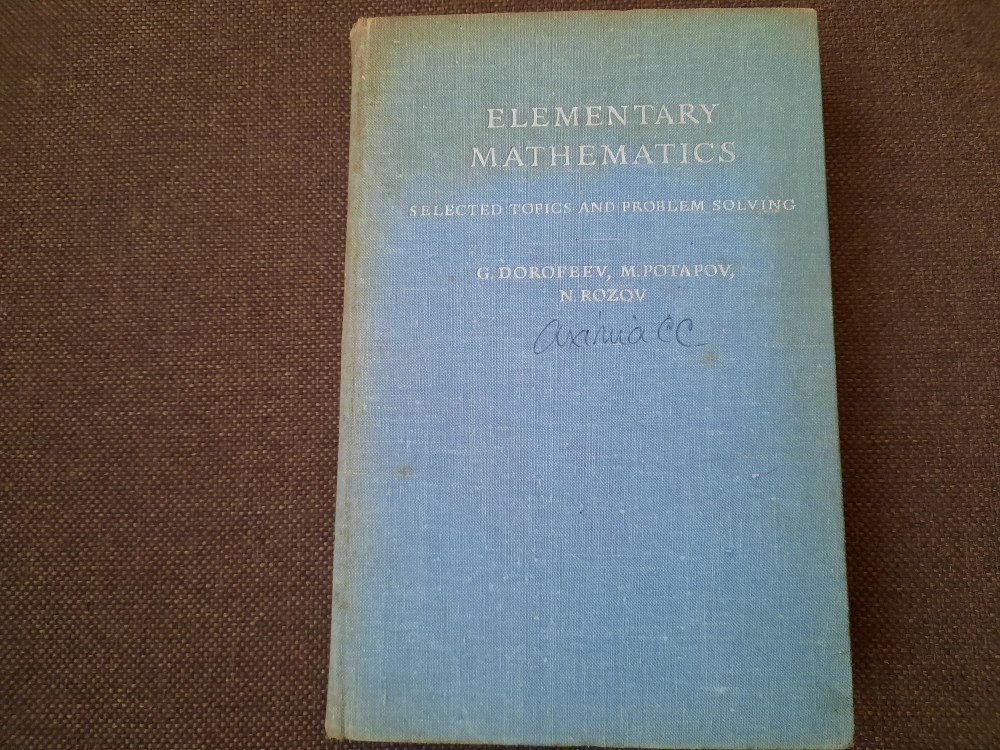 ELEMENTARY
MATHEMATICS
SELECTED TOPICS AND PROBLEM SOLVING
G. DOROFEEV, M. POTAPOV,
N. ROZOV